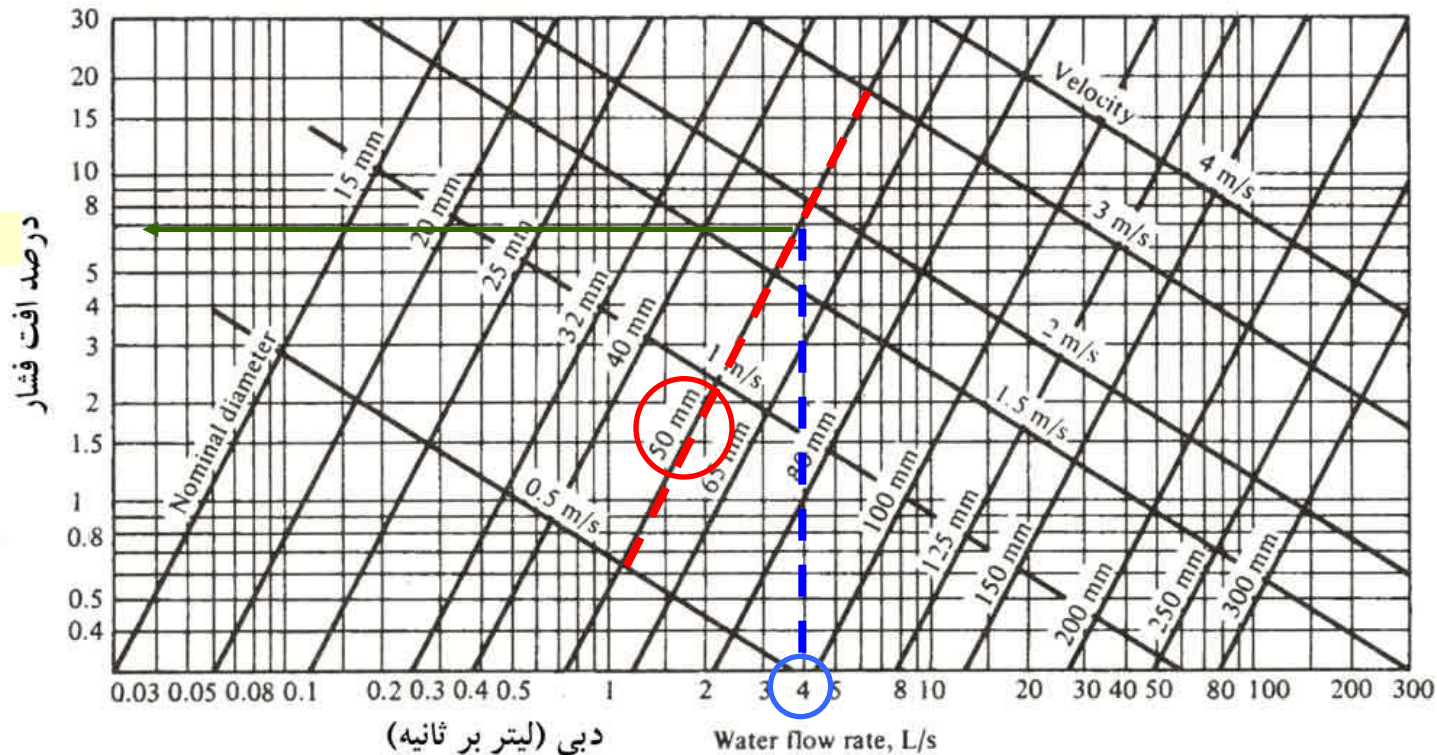 30
20
15
10
8
5
4
3
2
1.5
1
0.8
0.5
0.4
درصد افت فشار
Velocity
4 m/s
3 m/s
2 m/s
1.5 m/s
1 m/s
0.5 m/s
Nominal diameter
15 mm
20 mm
25 mm
32 mm
40 mm
50 mm
65 mm
80 mm
100 mm
125 mm
150 mm
200 mm
250 mm
300 mm
0.03 0.05 0.08 0.1 0.2 0.3 0.4 0.5 1 2 3 4 5 8 10 20 30 40 50 80 100 200 300
دبی (لیتر بر ثانیه)
Water flow rate, L/s